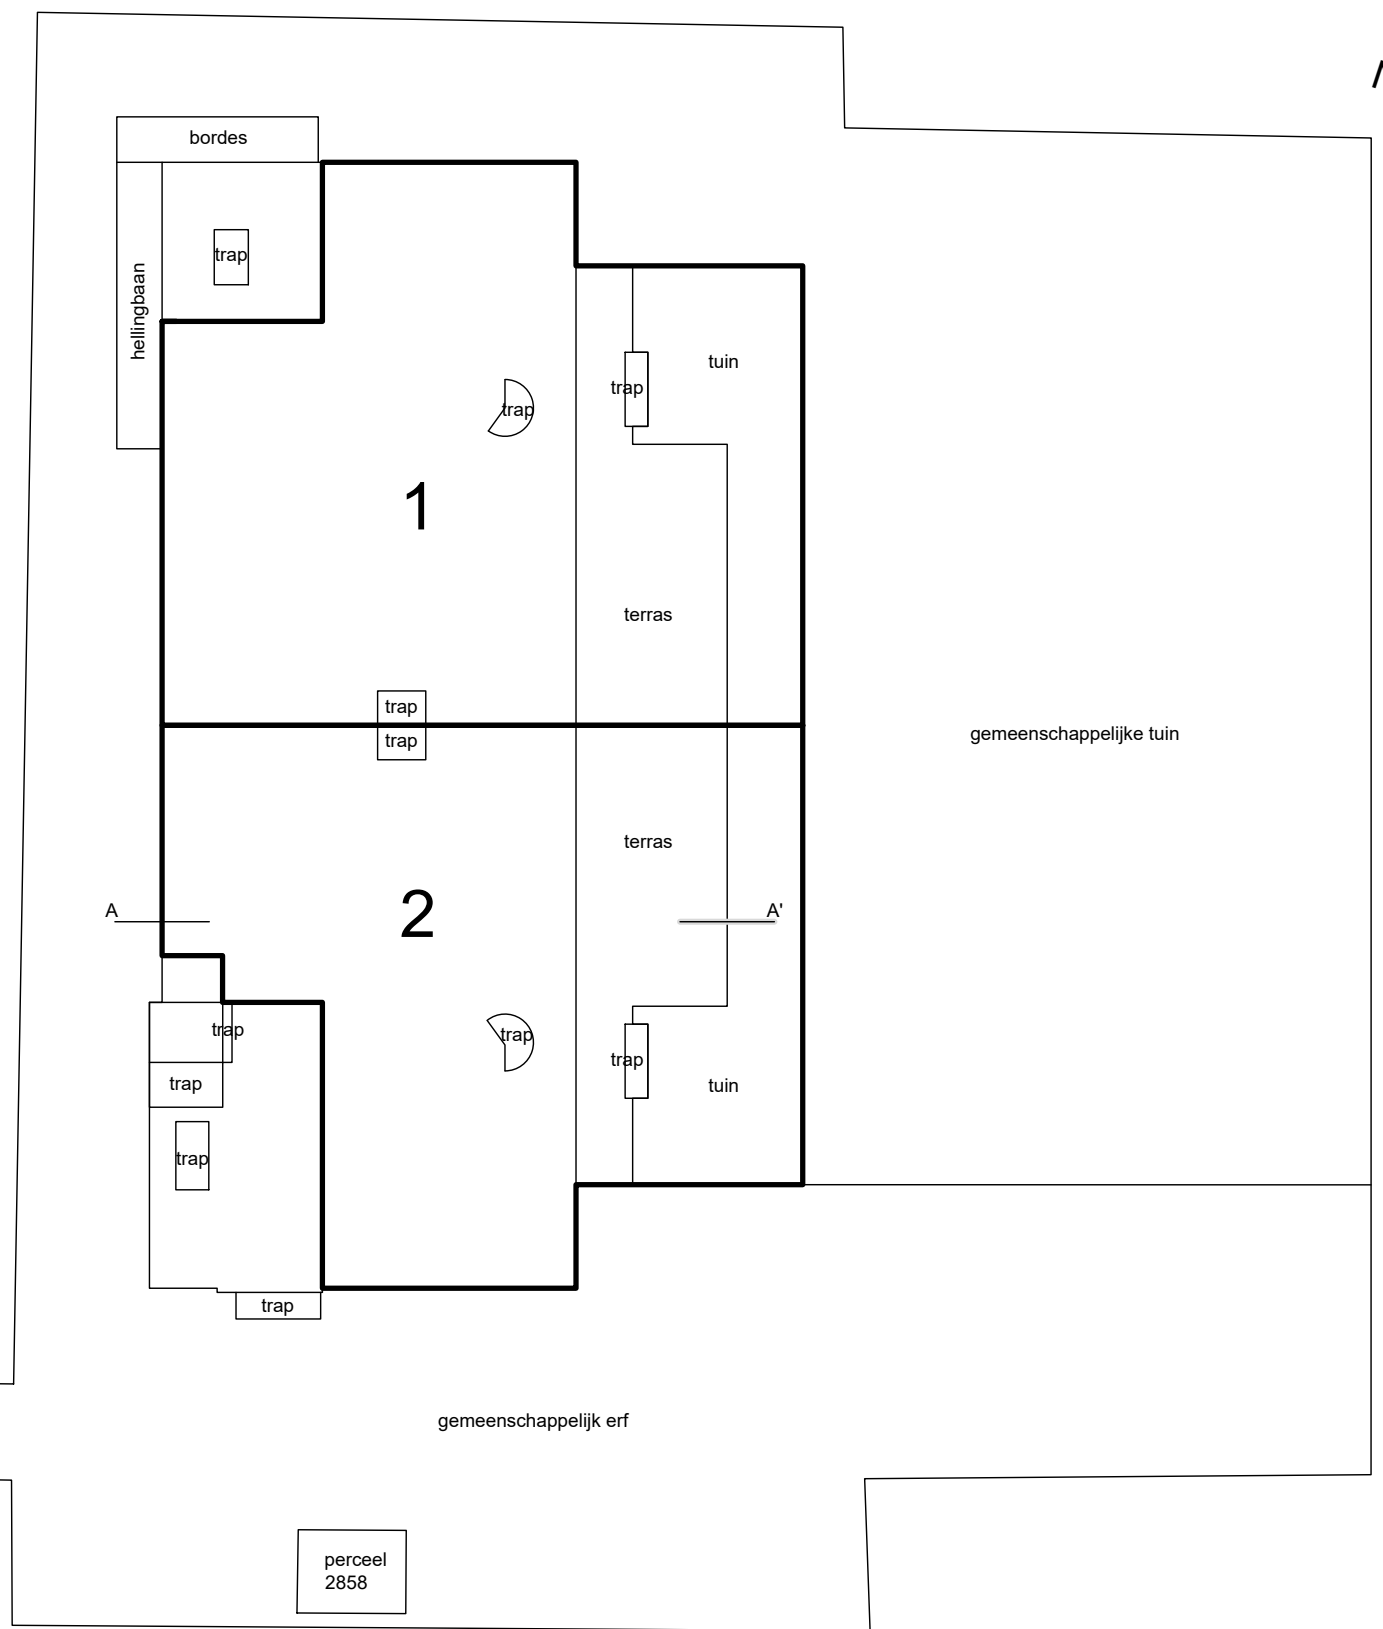 bordes
trap
hellingbaan
tuin
trap
trap
1
terras
trap
trap
gemeenschappelijke tuin
terras
2
A
A'
trap
trap
trap
trap
tuin
trap
trap
gemeenschappelijk erf
perceel
2858